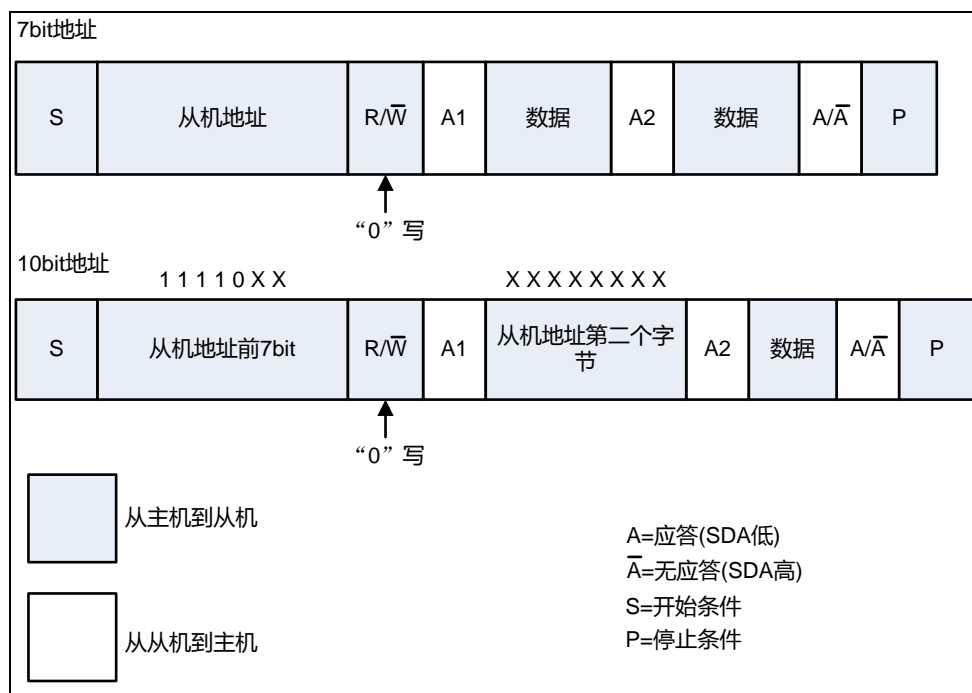 7bit地址
S 从机地址 R/W̅ A1 数据 A2 数据 A/A̅ P
“0”写
10bit地址
1 1 1 1 0 X X X X X X X X X X
S 从机地址前7bit R/W̅ A1 从机地址第二个字
节 A2 数据 A/A̅ P
“0”写
从主机到从机
从从机到主机
A=应答(SDA低)
A̅=无应答(SDA高)
S=开始条件
P=停止条件